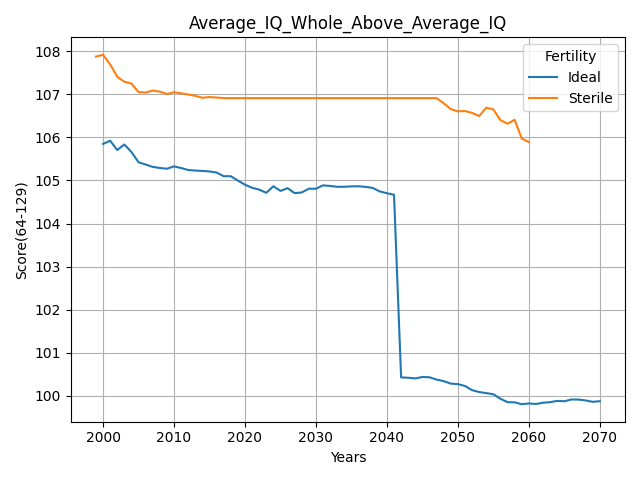 Average_IQ_Whole_Above_Average_IQ
Fertility
Ideal
Sterile
Score(64-129)
108
107
106
105
104
103
102
101
100
2000 2010 2020 2030 2040 2050 2060 2070
Years